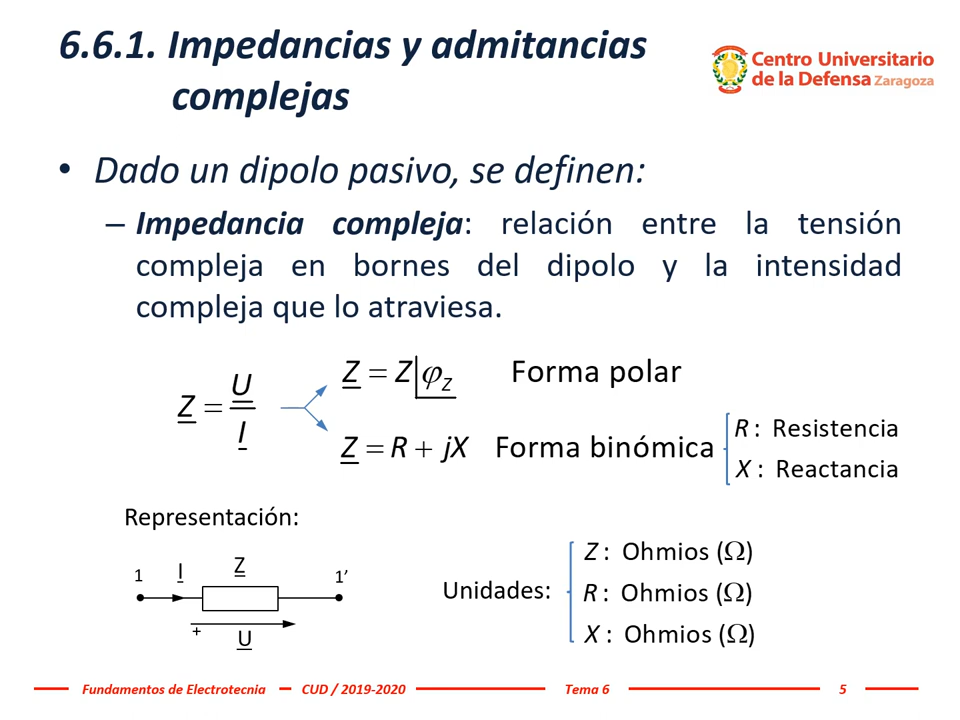 6.6.1. Impedancias y admitancias
complejas
Centro Universitario
de la Defensa Zaragoza
• Dado un dipolo pasivo, se definen:
– Impedancia compleja: relación entre la tensión
compleja en bornes del dipolo y la intensidad
compleja que lo atraviesa.
Z = U / I
Z = Z|φZ Forma polar
Z = R + jX Forma binómica
R : Resistencia
X : Reactancia
Representación:
1 I Z 1’
+ U
Unidades:
Z : Ohmios (Ω)
R : Ohmios (Ω)
X : Ohmios (Ω)
Fundamentos de Electrotecnia CUD / 2019-2020 Tema 6 5